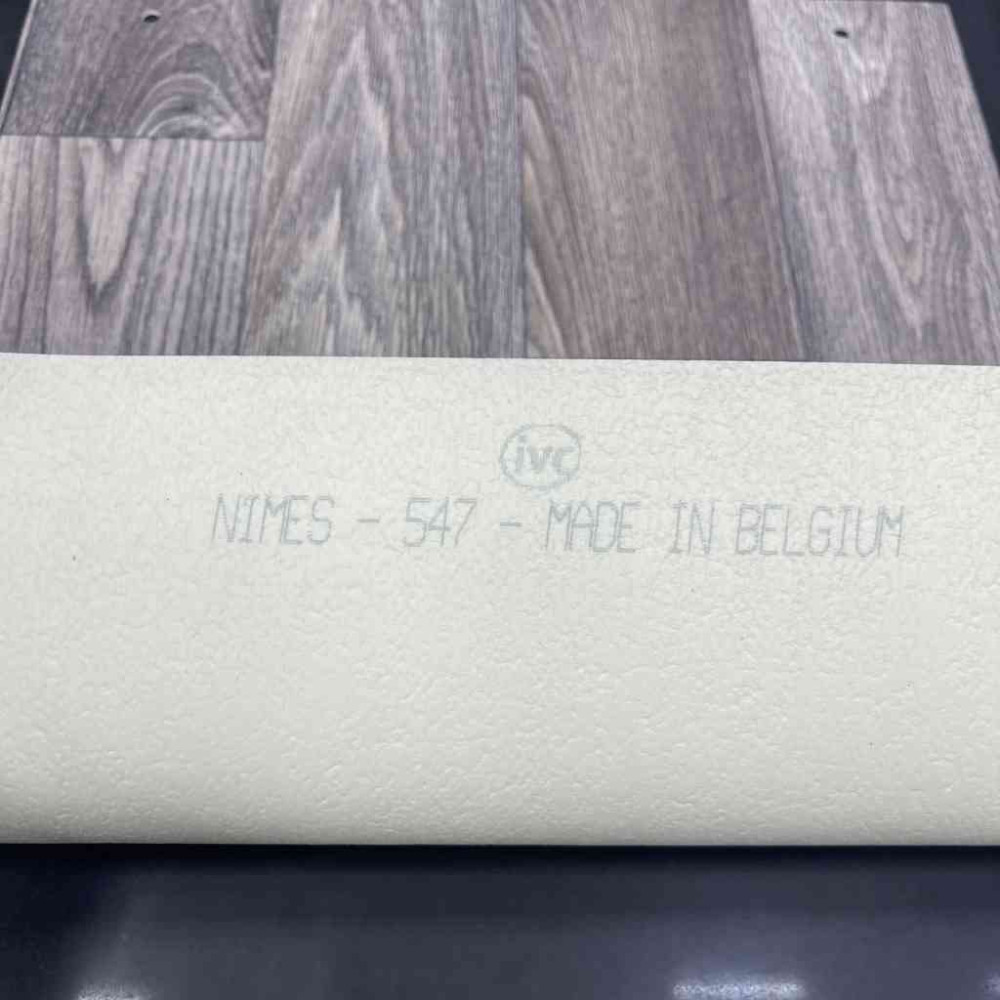 ivc
NIMES - 547 - MADE IN BELGIUM